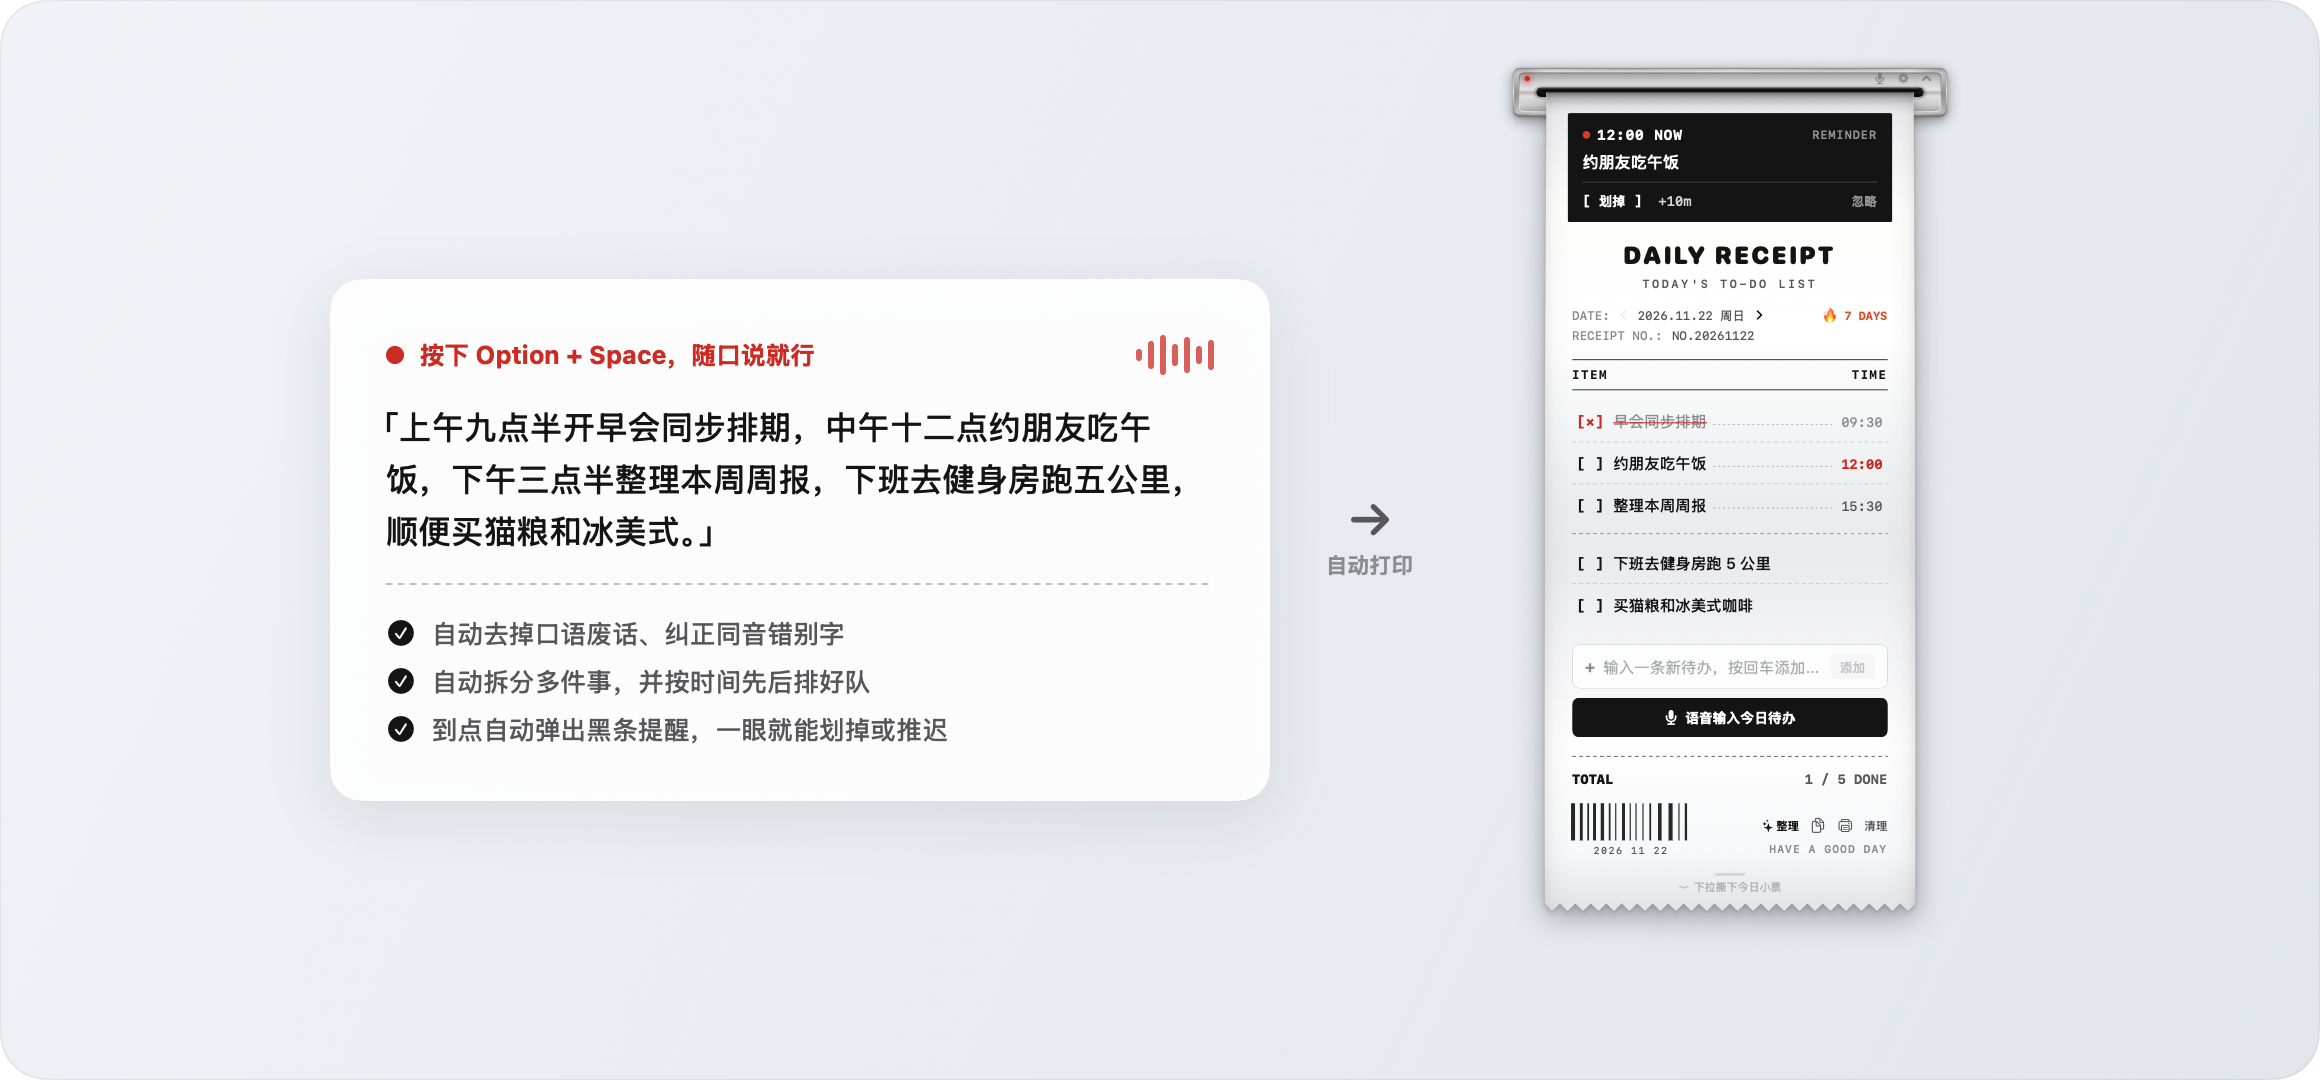 按下 Option + Space，随口说就行
「上午九点半开早会同步排期，中午十二点约朋友吃午
饭，下午三点半整理本周周报，下班去健身房跑五公里，
顺便买猫粮和冰美式。」
自动去掉口语废话、纠正同音错别字
自动拆分多件事，并按时间先后排好队
到点自动弹出黑条提醒，一眼就能划掉或推迟
自动打印
12:00 NOW REMINDER
约朋友吃午饭
[ 划掉 ] +10m 忽略
DAILY RECEIPT
TODAY'S TO-DO LIST
DATE: < 2026.11.22 周日 > 🔥 7 DAYS
RECEIPT NO.: NO.20261122
ITEM TIME
[×] 早会同步排期 09:30
[ ] 约朋友吃午饭 12:00
[ ] 整理本周周报 15:30
[ ] 下班去健身房跑 5 公里
[ ] 买猫粮和冰美式咖啡
+ 输入一条新待办，按回车添加... 添加
语音输入今日待办
TOTAL 1 / 5 DONE
整理 清理
2026 11 22 HAVE A GOOD DAY
下拉撕下今日小票